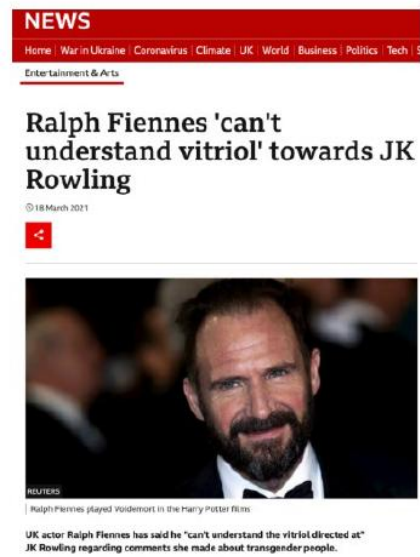 NEWS
Home | War in Ukraine | Coronavirus | Climate | UK | World | Business | Politics | Tech |
Entertainment & Arts
Ralph Fiennes 'can't
understand vitriol' towards JK
Rowling
18 March 2021
REUTERS
Ralph Fiennes played Voldemort in the Harry Potter films
UK actor Ralph Fiennes has said he "can't understand the vitriol directed at"
JK Rowling regarding comments she made about transgender people.